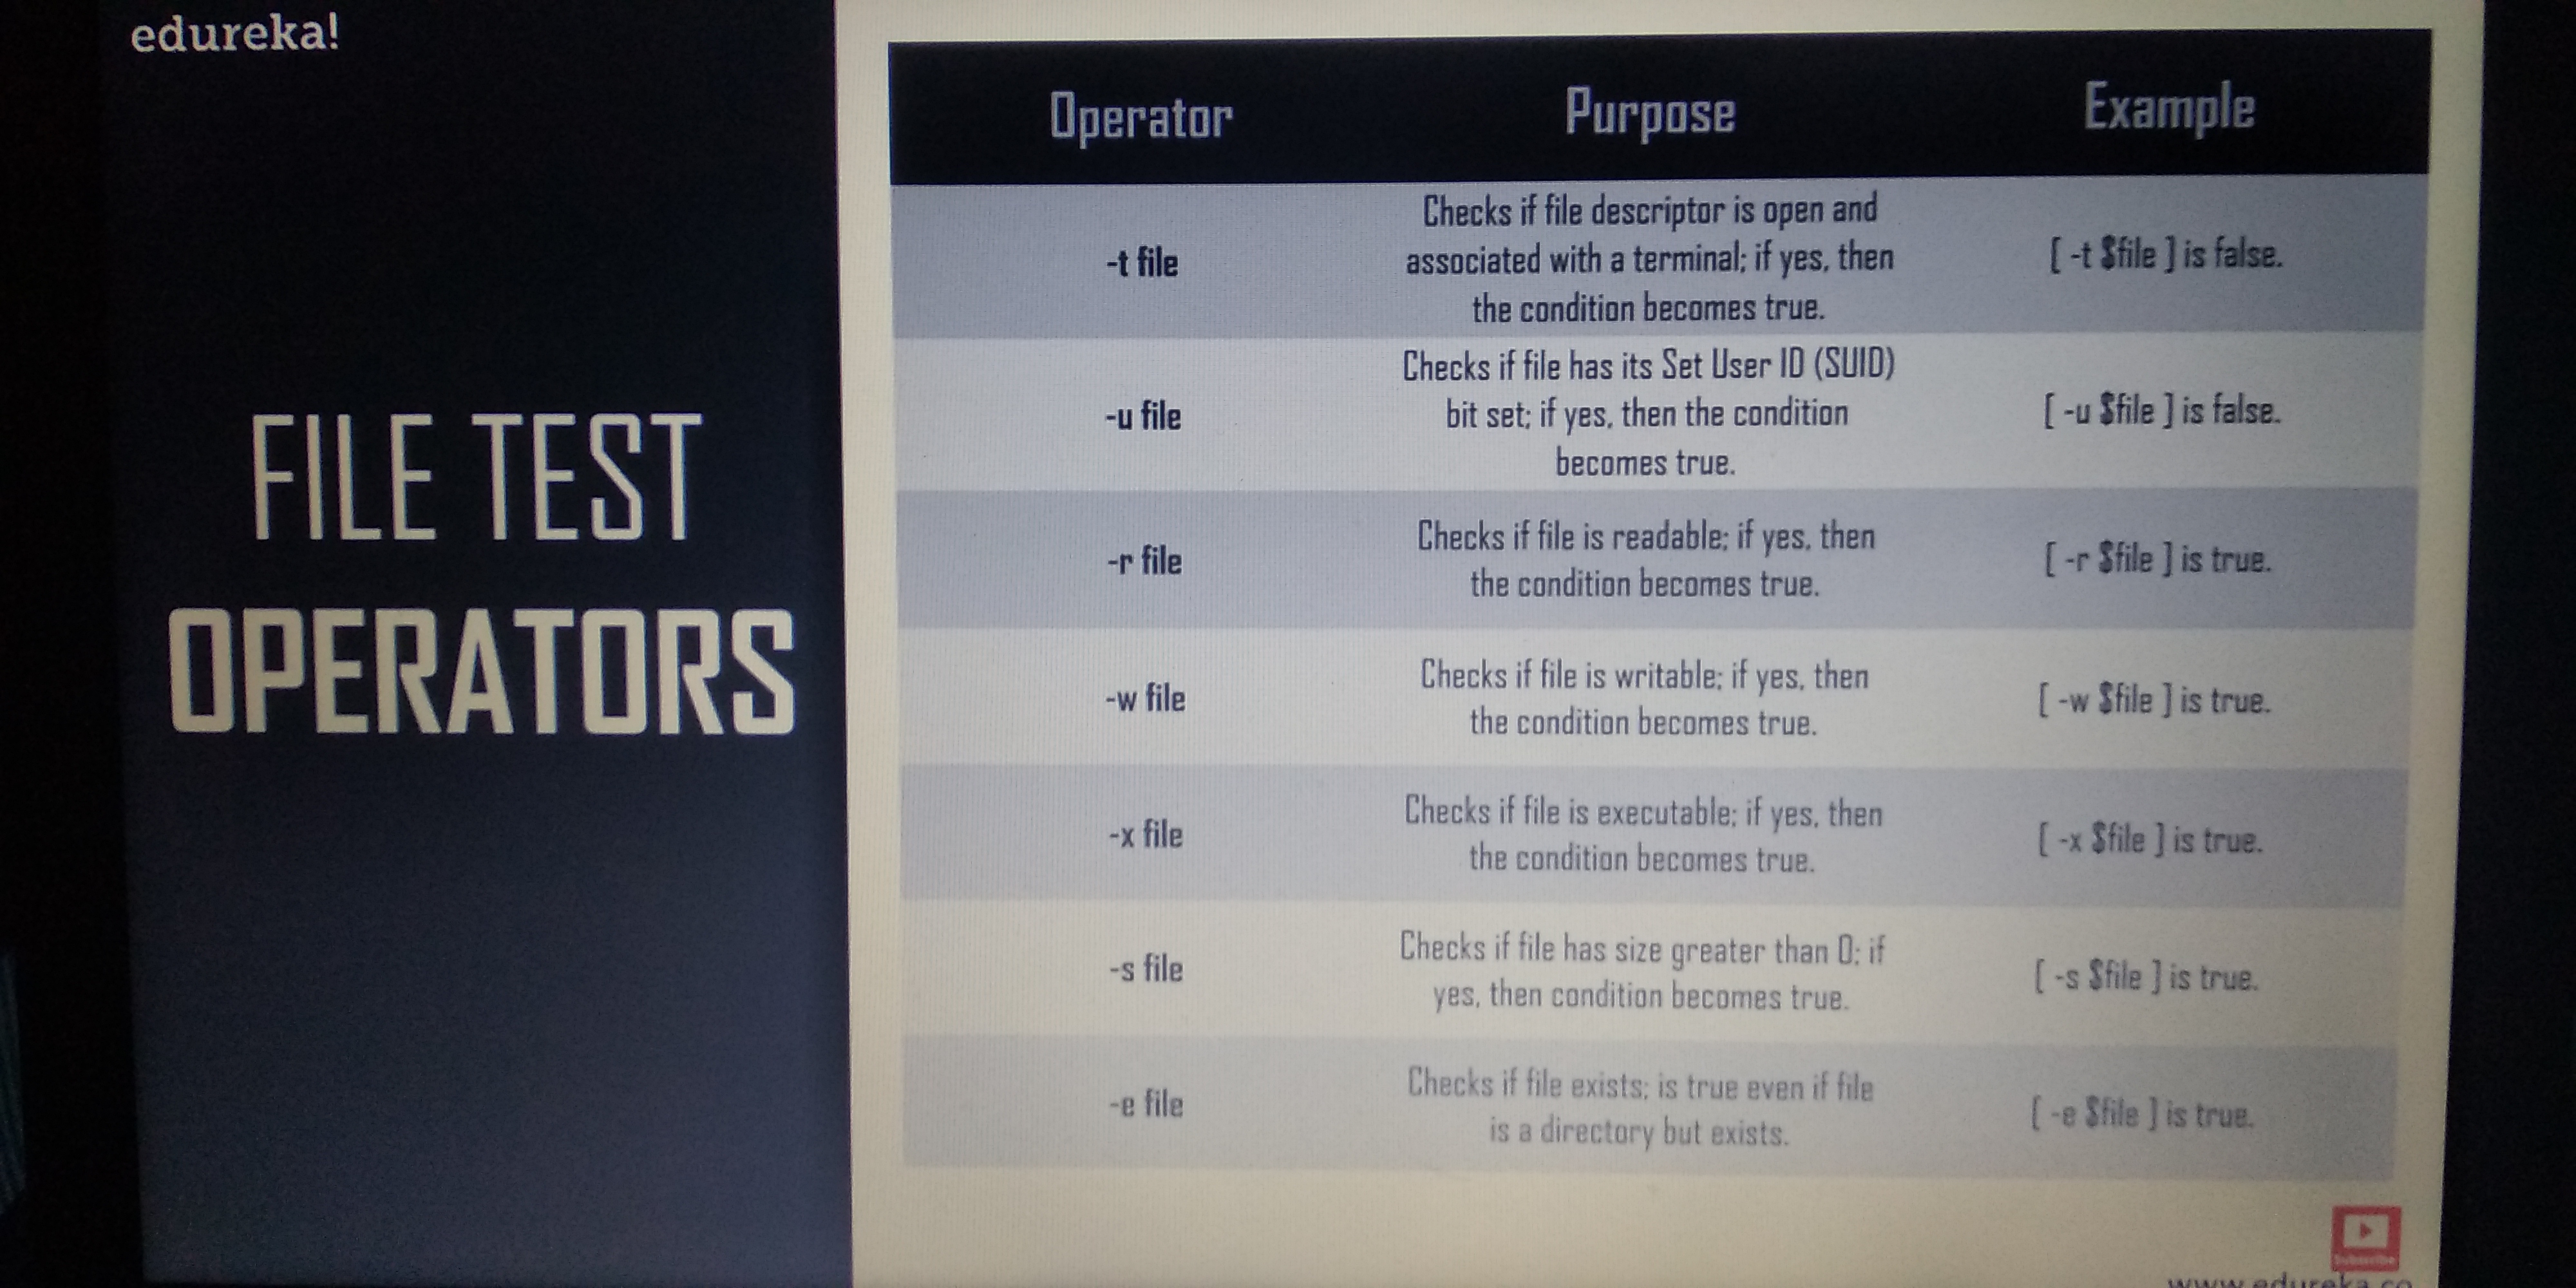 edureka!
FILE TEST
OPERATORS
Operator Purpose Example
-t file
Checks if file descriptor is open and
associated with a terminal; if yes, then
the condition becomes true.
[ -t $file ] is false.
-u file
Checks if file has its Set User ID (SUID)
bit set; if yes, then the condition
becomes true.
[ -u $file ] is false.
-r file
Checks if file is readable; if yes, then
the condition becomes true.
[ -r $file ] is true.
-w file
Checks if file is writable; if yes, then
the condition becomes true.
[ -w $file ] is true.
-x file
Checks if file is executable; if yes, then
the condition becomes true.
[ -x $file ] is true.
-s file
Checks if file has size greater than 0; if
yes, then condition becomes true.
[ -s $file ] is true.
-e file
Checks if file exists; is true even if file
is a directory but exists.
[ -e $file ] is true.
Subscribe
www.edureka.co